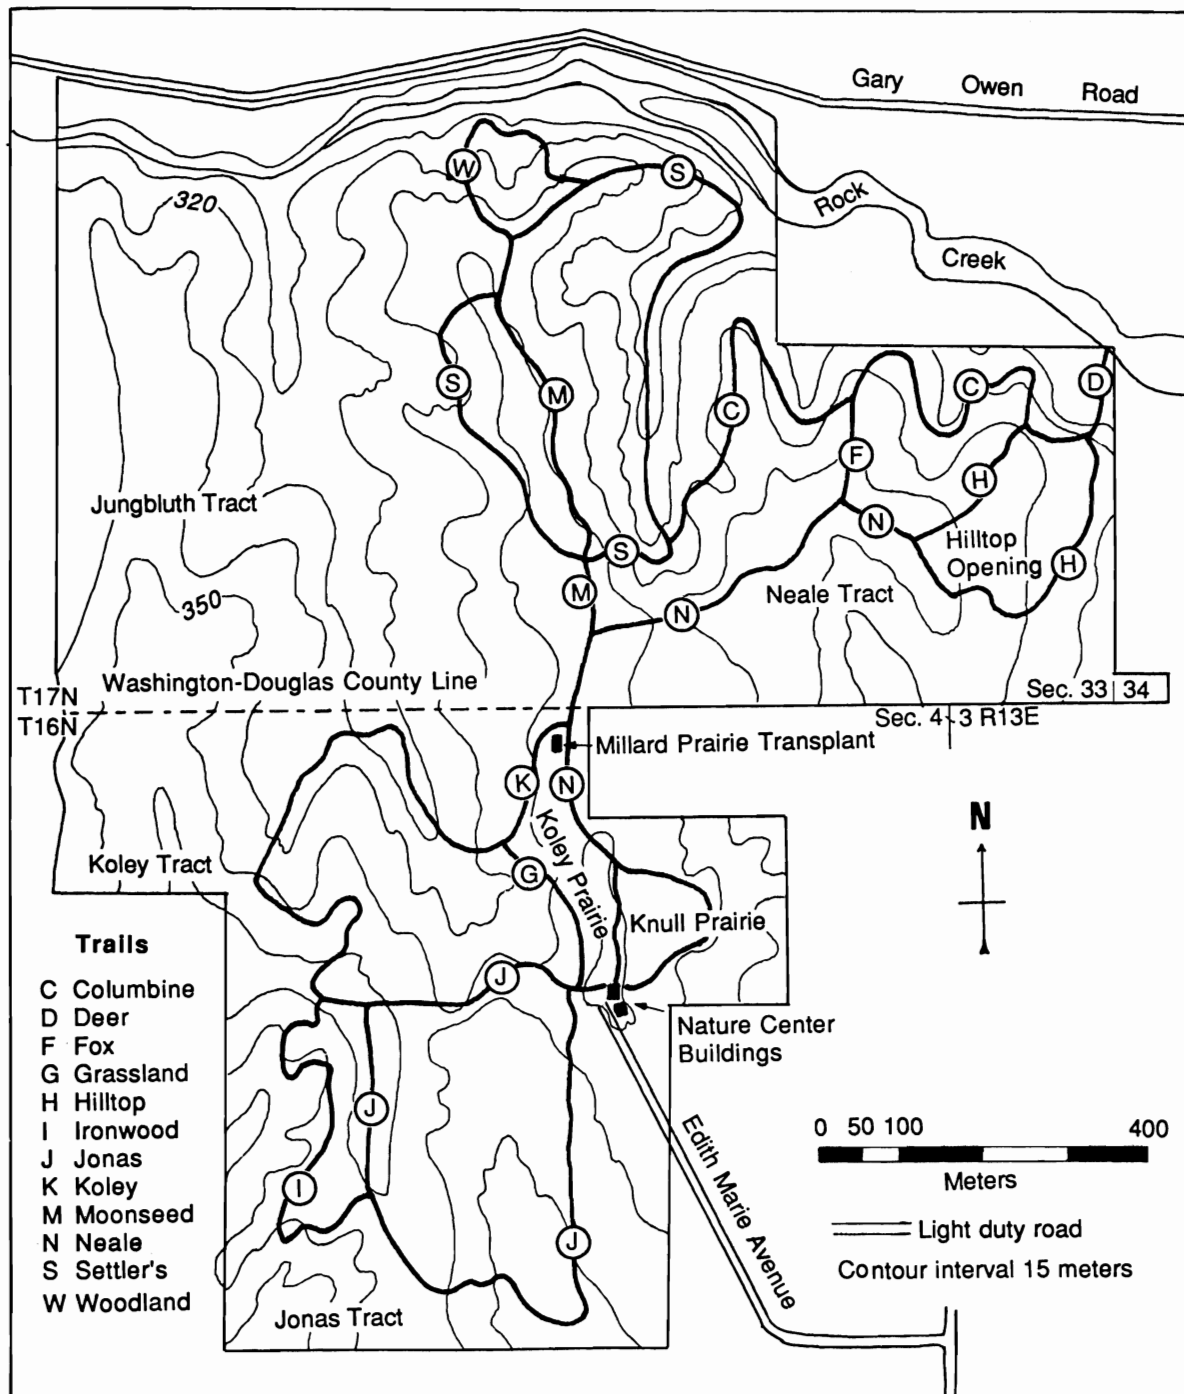 Gary Owen Road
W
S
320
Rock
Creek
S
M
C
C
D
F
H
Jungbluth Tract
N
S
Hilltop
Opening
H
350
M
N
Neale Tract
Washington-Douglas County Line
T17N
T16N
Sec. 33 34
Sec. 4 3 R13E
Millard Prairie Transplant
K
N
Koley Prairie
N
Koley Tract
G
Knull Prairie
Trails
J
C Columbine
D Deer
F Fox
G Grassland
H Hilltop
I Ironwood
J Jonas
K Koley
M Moonseed
N Neale
S Settler's
W Woodland
Nature Center
Buildings
J
I
J
Edith Marie Avenue
0 50 100 400
Meters
Light duty road
Contour interval 15 meters
Jonas Tract